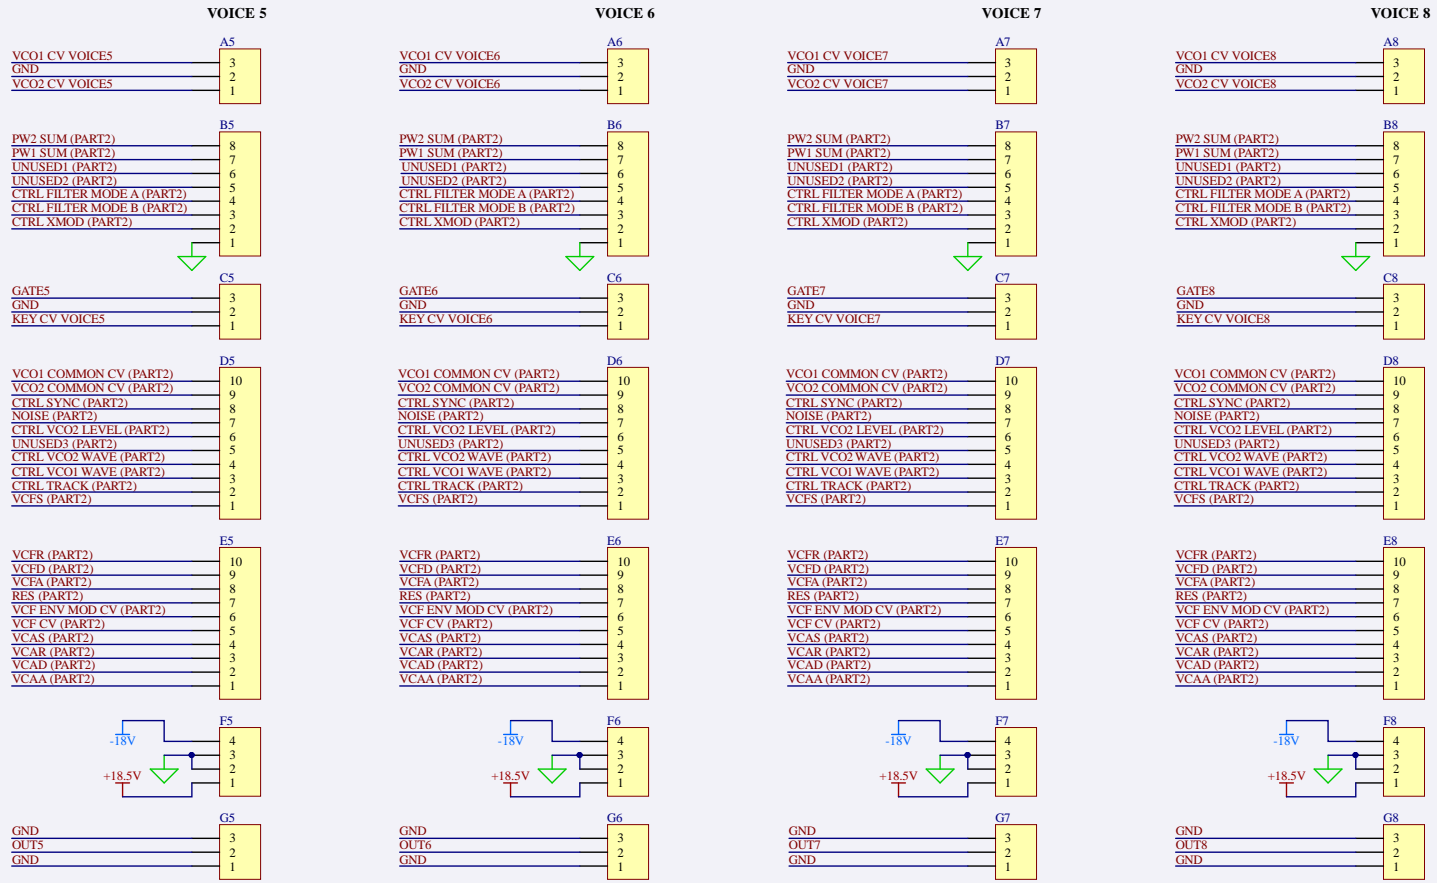 VOICE 5
A5
VCO1 CV VOICE5 3
GND 2
VCO2 CV VOICE5 1
B5
PW2 SUM (PART2) 8
PW1 SUM (PART2) 7
UNUSED1 (PART2) 6
UNUSED2 (PART2) 5
CTRL FILTER MODE A (PART2) 4
CTRL FILTER MODE B (PART2) 3
CTRL XMOD (PART2) 2
1
C5
GATE5 3
GND 2
KEY CV VOICE5 1
D5
VCO1 COMMON CV (PART2) 10
VCO2 COMMON CV (PART2) 9
CTRL SYNC (PART2) 8
NOISE (PART2) 7
CTRL VCO2 LEVEL (PART2) 6
UNUSED3 (PART2) 5
CTRL VCO2 WAVE (PART2) 4
CTRL VCO1 WAVE (PART2) 3
CTRL TRACK (PART2) 2
VCFS (PART2) 1
E5
VCFR (PART2) 10
VCFD (PART2) 9
VCFA (PART2) 8
RES (PART2) 7
VCF ENV MOD CV (PART2) 6
VCF CV (PART2) 5
VCAS (PART2) 4
VCAR (PART2) 3
VCAD (PART2) 2
VCAA (PART2) 1
F5
-18V 4
3
2
+18.5V 1
G5
GND 3
OUT5 2
GND 1
VOICE 6
A6
VCO1 CV VOICE6 3
GND 2
VCO2 CV VOICE6 1
B6
PW2 SUM (PART2) 8
PW1 SUM (PART2) 7
UNUSED1 (PART2) 6
UNUSED2 (PART2) 5
CTRL FILTER MODE A (PART2) 4
CTRL FILTER MODE B (PART2) 3
CTRL XMOD (PART2) 2
1
C6
GATE6 3
GND 2
KEY CV VOICE6 1
D6
VCO1 COMMON CV (PART2) 10
VCO2 COMMON CV (PART2) 9
CTRL SYNC (PART2) 8
NOISE (PART2) 7
CTRL VCO2 LEVEL (PART2) 6
UNUSED3 (PART2) 5
CTRL VCO2 WAVE (PART2) 4
CTRL VCO1 WAVE (PART2) 3
CTRL TRACK (PART2) 2
VCFS (PART2) 1
E6
VCFR (PART2) 10
VCFD (PART2) 9
VCFA (PART2) 8
RES (PART2) 7
VCF ENV MOD CV (PART2) 6
VCF CV (PART2) 5
VCAS (PART2) 4
VCAR (PART2) 3
VCAD (PART2) 2
VCAA (PART2) 1
F6
-18V 4
3
2
+18.5V 1
G6
GND 3
OUT6 2
GND 1
VOICE 7
A7
VCO1 CV VOICE7 3
GND 2
VCO2 CV VOICE7 1
B7
PW2 SUM (PART2) 8
PW1 SUM (PART2) 7
UNUSED1 (PART2) 6
UNUSED2 (PART2) 5
CTRL FILTER MODE A (PART2) 4
CTRL FILTER MODE B (PART2) 3
CTRL XMOD (PART2) 2
1
C7
GATE7 3
GND 2
KEY CV VOICE7 1
D7
VCO1 COMMON CV (PART2) 10
VCO2 COMMON CV (PART2) 9
CTRL SYNC (PART2) 8
NOISE (PART2) 7
CTRL VCO2 LEVEL (PART2) 6
UNUSED3 (PART2) 5
CTRL VCO2 WAVE (PART2) 4
CTRL VCO1 WAVE (PART2) 3
CTRL TRACK (PART2) 2
VCFS (PART2) 1
E7
VCFR (PART2) 10
VCFD (PART2) 9
VCFA (PART2) 8
RES (PART2) 7
VCF ENV MOD CV (PART2) 6
VCF CV (PART2) 5
VCAS (PART2) 4
VCAR (PART2) 3
VCAD (PART2) 2
VCAA (PART2) 1
F7
-18V 4
3
2
+18.5V 1
G7
GND 3
OUT7 2
GND 1
VOICE 8
A8
VCO1 CV VOICE8 3
GND 2
VCO2 CV VOICE8 1
B8
PW2 SUM (PART2) 8
PW1 SUM (PART2) 7
UNUSED1 (PART2) 6
UNUSED2 (PART2) 5
CTRL FILTER MODE A (PART2) 4
CTRL FILTER MODE B (PART2) 3
CTRL XMOD (PART2) 2
1
C8
GATE8 3
GND 2
KEY CV VOICE8 1
D8
VCO1 COMMON CV (PART2) 10
VCO2 COMMON CV (PART2) 9
CTRL SYNC (PART2) 8
NOISE (PART2) 7
CTRL VCO2 LEVEL (PART2) 6
UNUSED3 (PART2) 5
CTRL VCO2 WAVE (PART2) 4
CTRL VCO1 WAVE (PART2) 3
CTRL TRACK (PART2) 2
VCFS (PART2) 1
E8
VCFR (PART2) 10
VCFD (PART2) 9
VCFA (PART2) 8
RES (PART2) 7
VCF ENV MOD CV (PART2) 6
VCF CV (PART2) 5
VCAS (PART2) 4
VCAR (PART2) 3
VCAD (PART2) 2
VCAA (PART2) 1
F8
-18V 4
3
2
+18.5V 1
G8
GND 3
OUT8 2
GND 1